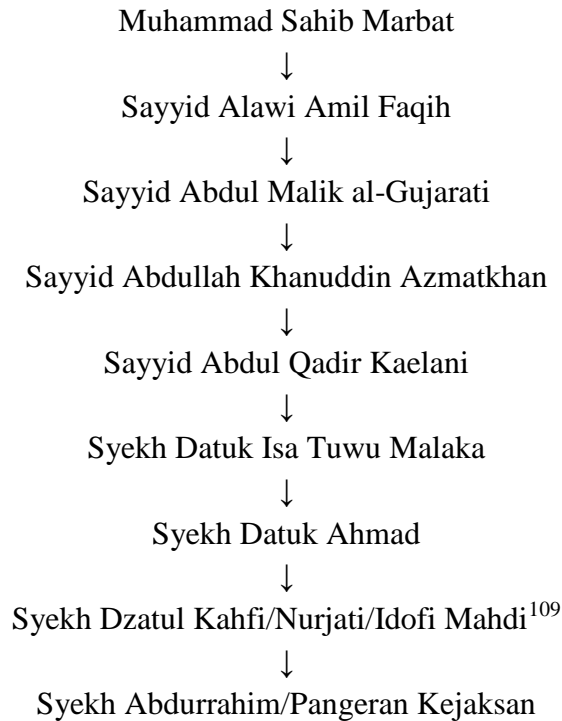 Muhammad Sahib Marbat
↓
Sayyid Alawi Amil Faqih
↓
Sayyid Abdul Malik al-Gujarati
↓
Sayyid Abdullah Khanuddin Azmatkhan
↓
Sayyid Abdul Qadir Kaelani
↓
Syekh Datuk Isa Tuwu Malaka
↓
Syekh Datuk Ahmad
↓
Syekh Dzatul Kahfi/Nurjati/Idofi Mahdi¹⁰⁹
↓
Syekh Abdurrahim/Pangeran Kejaksan